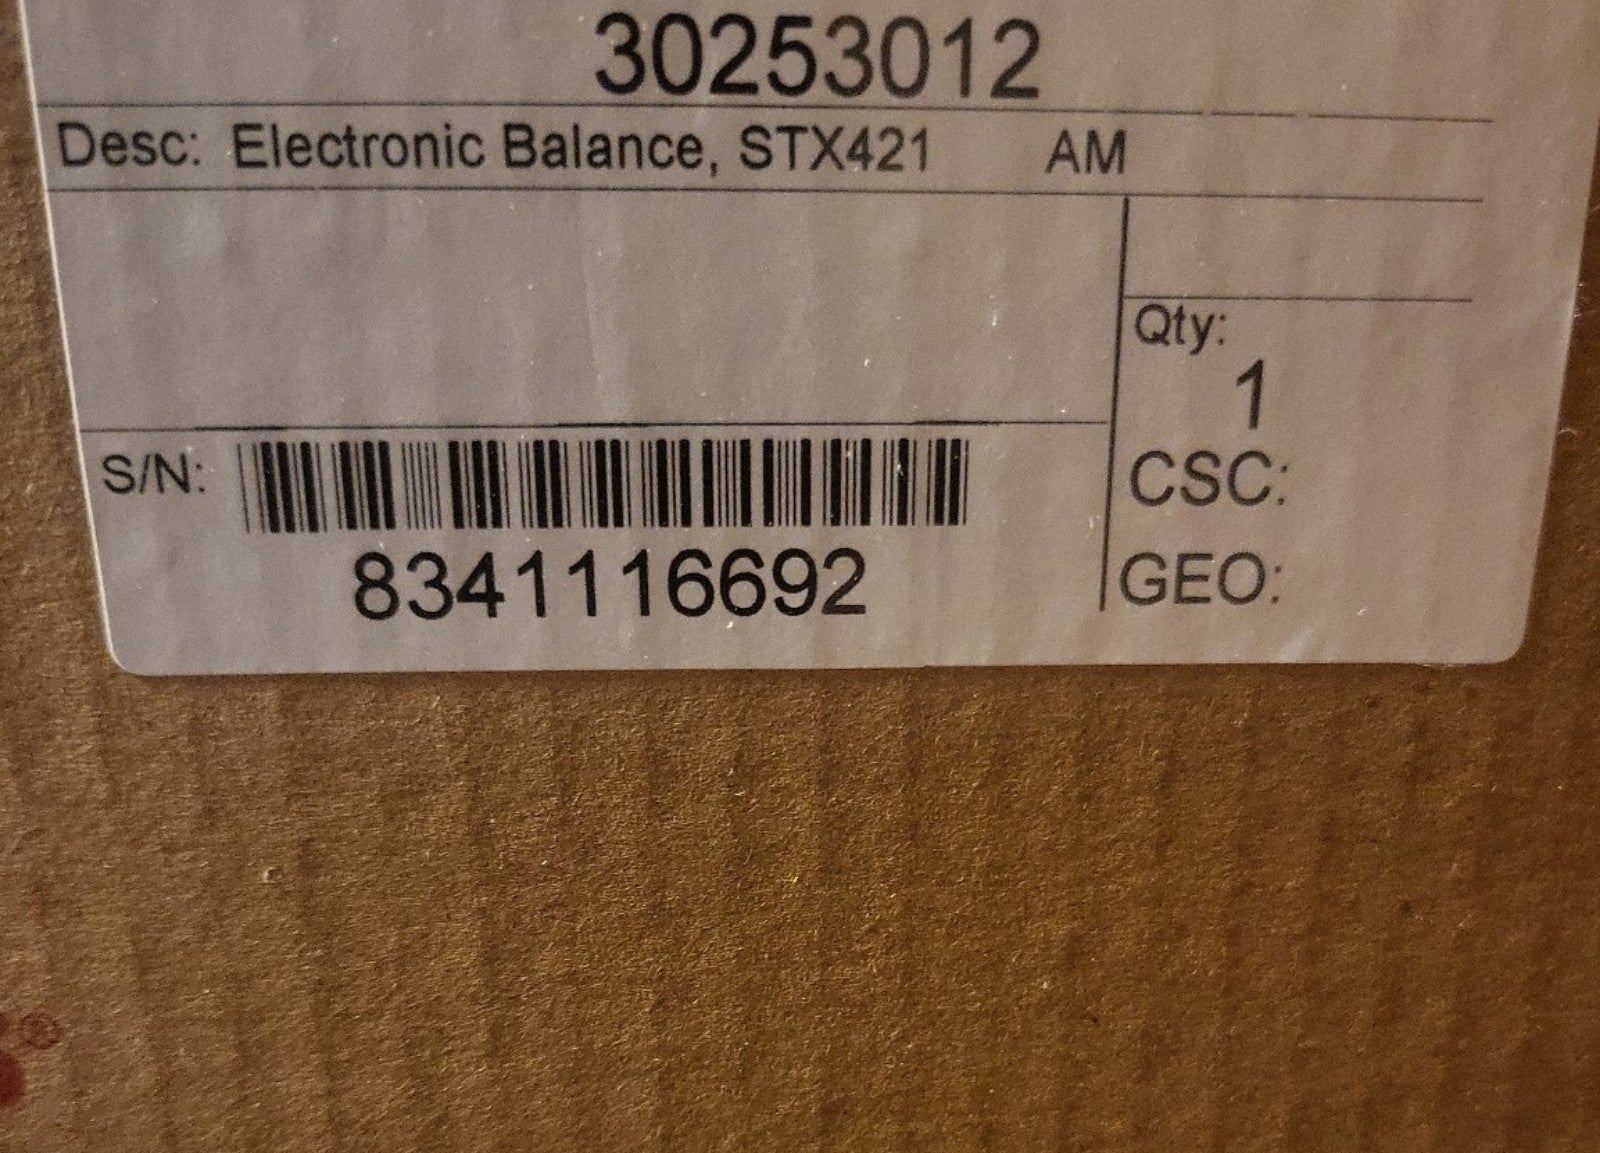 30253012
Desc: Electronic Balance, STX421 AM
Qty:
1
S/N:
CSC:
8341116692
GEO:
®